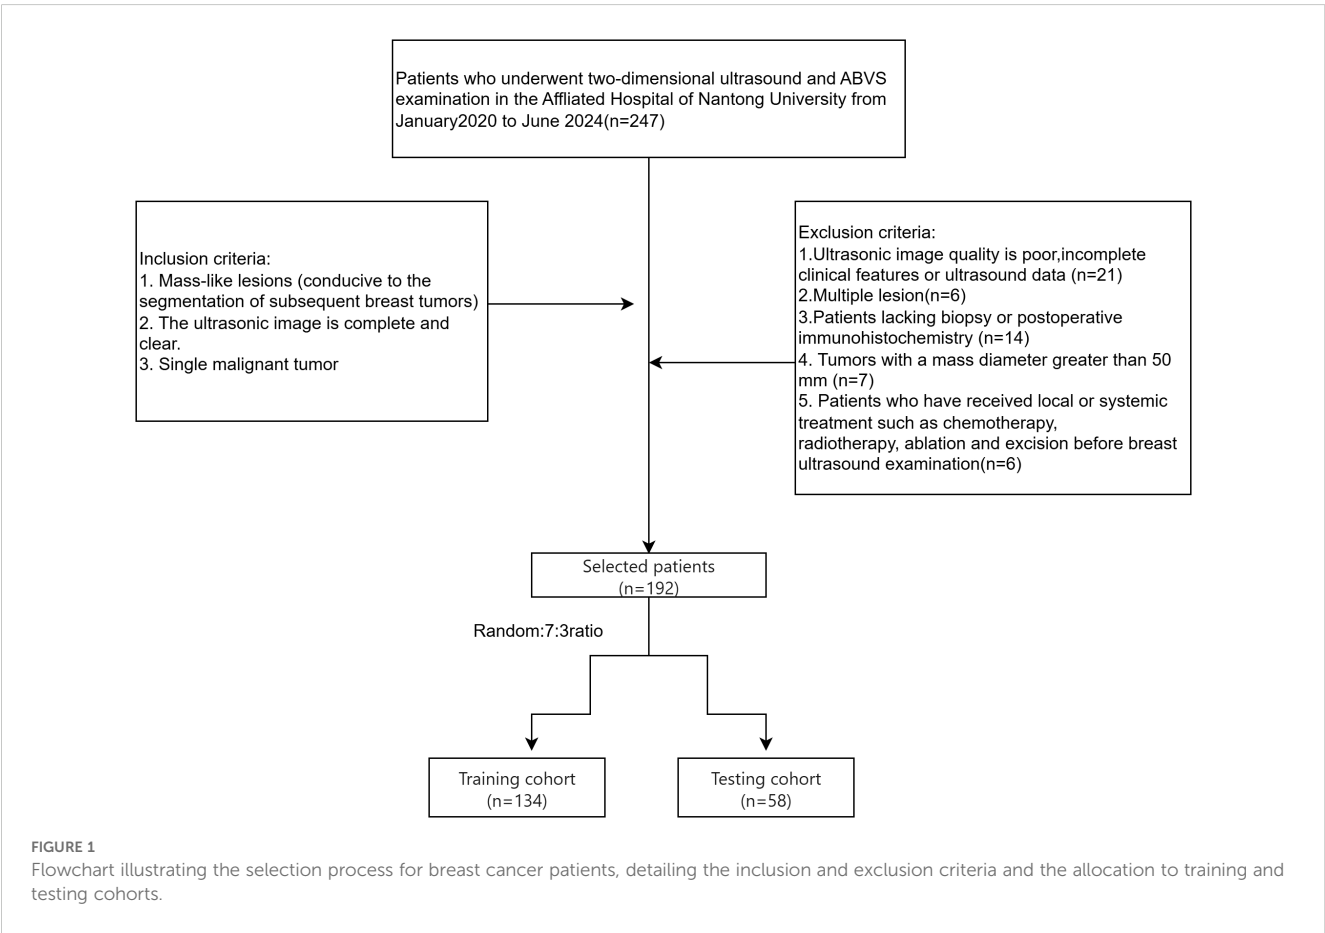 Patients who underwent two-dimensional ultrasound and ABVS
examination in the Affliated Hospital of Nantong University from
January2020 to June 2024(n=247)
Inclusion criteria:
1. Mass-like lesions (conducive to the
segmentation of subsequent breast tumors)
2. The ultrasonic image is complete and
clear.
3. Single malignant tumor
Exclusion criteria:
1.Ultrasonic image quality is poor,incomplete
clinical features or ultrasound data (n=21)
2.Multiple lesion(n=6)
3.Patients lacking biopsy or postoperative
immunohistochemistry (n=14)
4. Tumors with a mass diameter greater than 50
mm (n=7)
5. Patients who have received local or systemic
treatment such as chemotherapy,
radiotherapy, ablation and excision before breast
ultrasound examination(n=6)
Selected patients
(n=192)
Random:7:3ratio
Training cohort
(n=134)
Testing cohort
(n=58)
FIGURE 1
Flowchart illustrating the selection process for breast cancer patients, detailing the inclusion and exclusion criteria and the allocation to training and
testing cohorts.